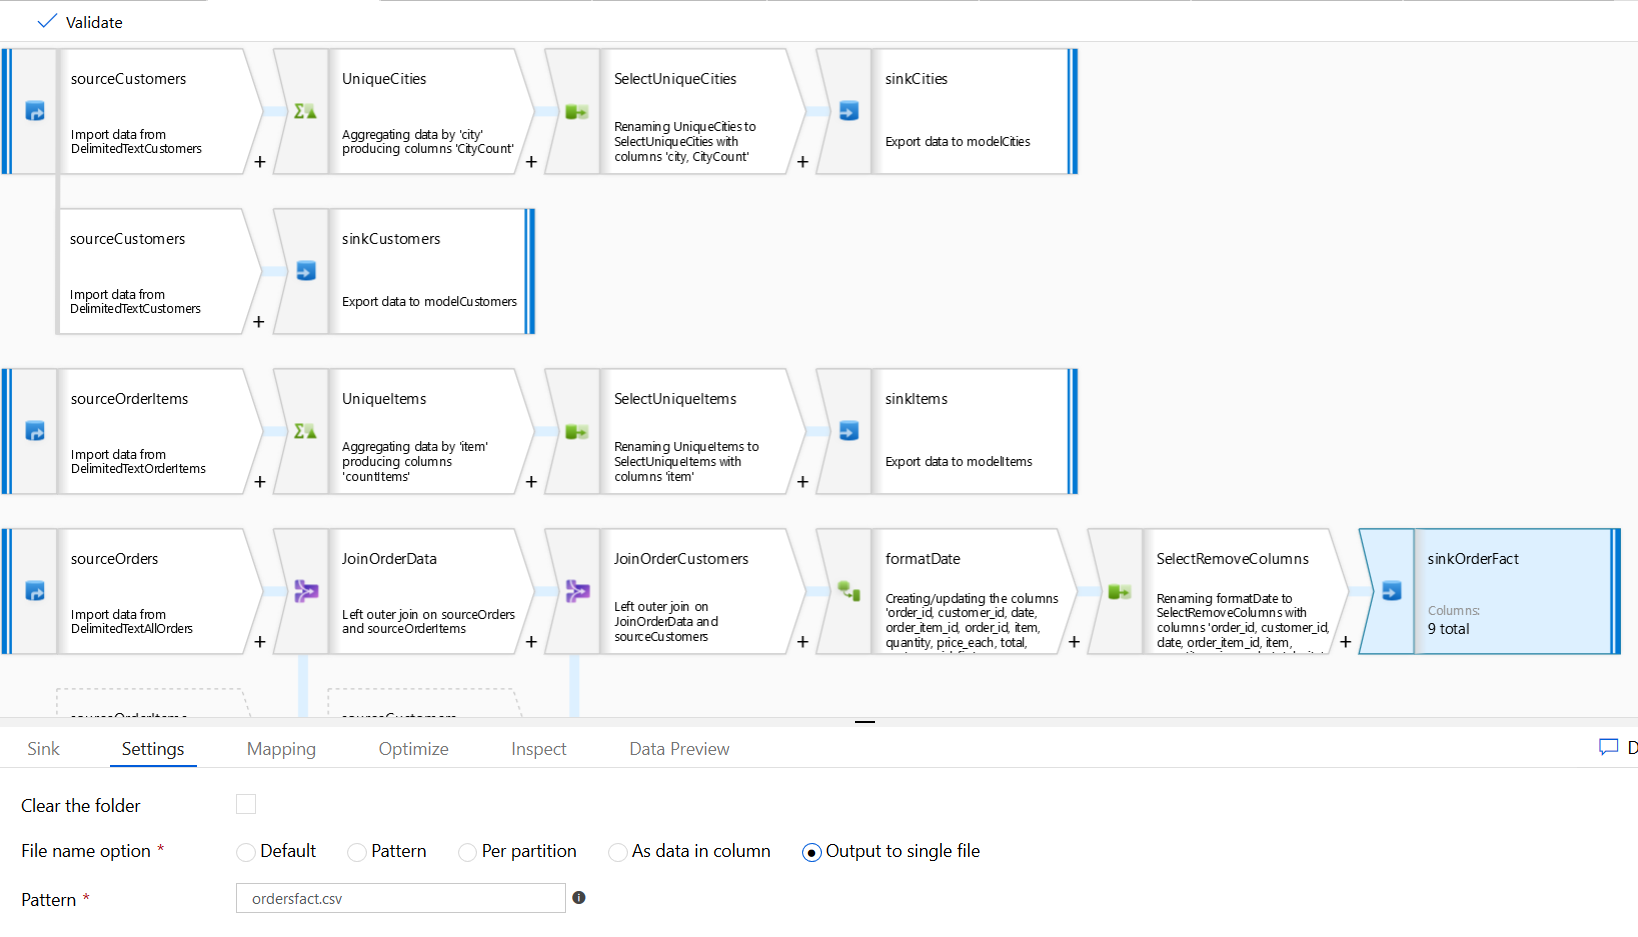 Validate
sourceCustomers
Import data from
DelimitedTextCustomers
+
UniqueCities
Aggregating data by 'city'
producing columns 'CityCount'
+
SelectUniqueCities
Renaming UniqueCities to
SelectUniqueCities with
columns 'city, CityCount'
+
sinkCities
Export data to modelCities
sourceCustomers
Import data from
DelimitedTextCustomers
+
sinkCustomers
Export data to modelCustomers
sourceOrderItems
Import data from
DelimitedTextOrderItems
+
UniqueItems
Aggregating data by 'item'
producing columns
'countItems'
+
SelectUniqueItems
Renaming UniqueItems to
SelectUniqueItems with
columns 'item'
+
sinkItems
Export data to modelItems
sourceOrders
Import data from
DelimitedTextAllOrders
+
JoinOrderData
Left outer join on sourceOrders
and sourceOrderItems
+
JoinOrderCustomers
Left outer join on
JoinOrderData and
sourceCustomers
+
formatDate
Creating/updating the columns
'order_id, customer_id, date,
order_item_id, order_id, item,
quantity, price_each, total,
+
SelectRemoveColumns
Renaming formatDate to
SelectRemoveColumns with
columns 'order_id, customer_id,
date, order_item_id, item,
+
sinkOrderFact
Columns:
9 total
sourceOrderItems
sourceCustomers
Sink
Settings
Mapping
Optimize
Inspect
Data Preview
D
Clear the folder
File name option *
Default
Pattern
Per partition
As data in column
Output to single file
Pattern *
ordersfact.csv